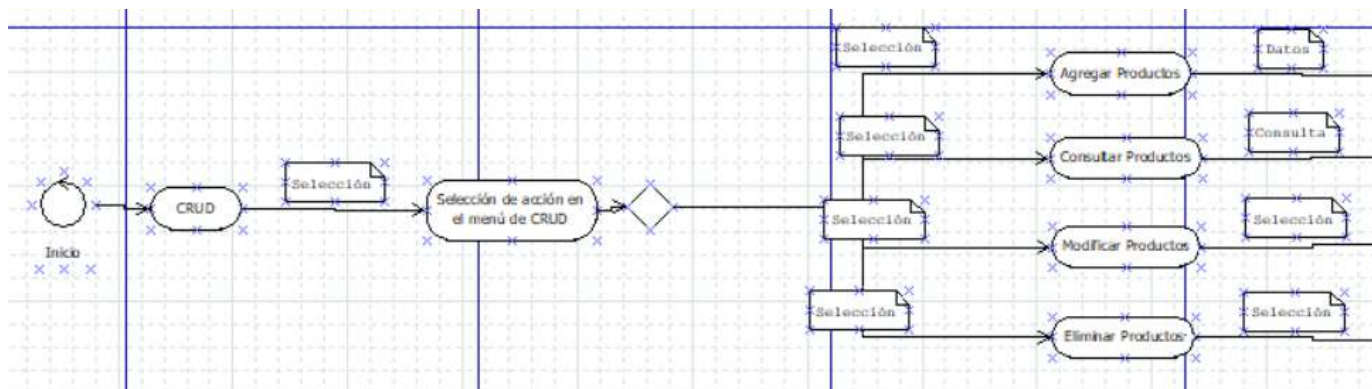 Selección
Agregar Productos
Datos
Selección
Consultar Productos
Consulta
Inicio
CRUD
Selección
Selección de acción en
el menú de CRUD
Selección
Modificar Productos
Selección
Selección
Eliminar Productos
Selección